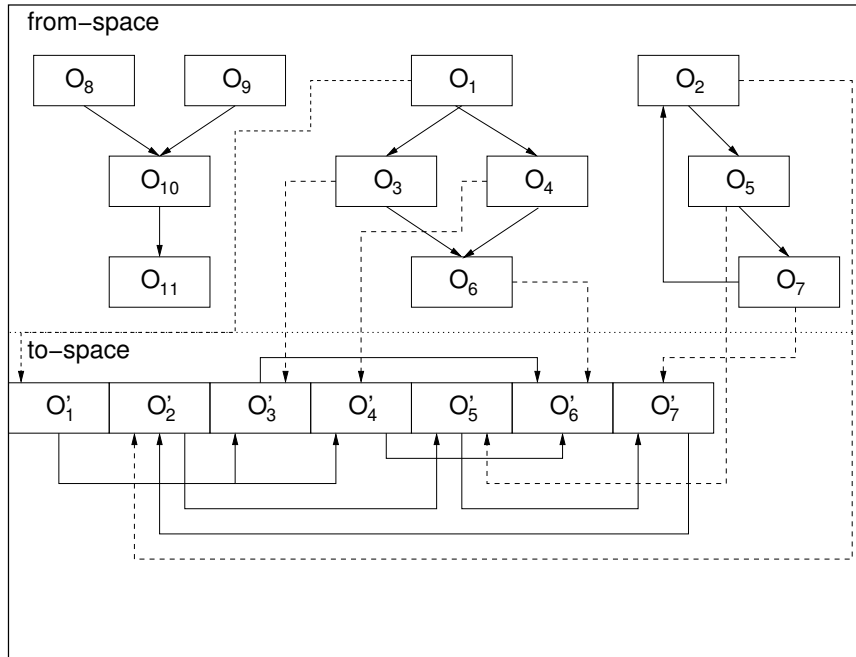 from−space
O₈ O₉ O₁ O₂
O₁₀ O₃ O₄ O₅
O₁₁ O₆ O₇
to−space
O'₁ O'₂ O'₃ O'₄ O'₅ O'₆ O'₇